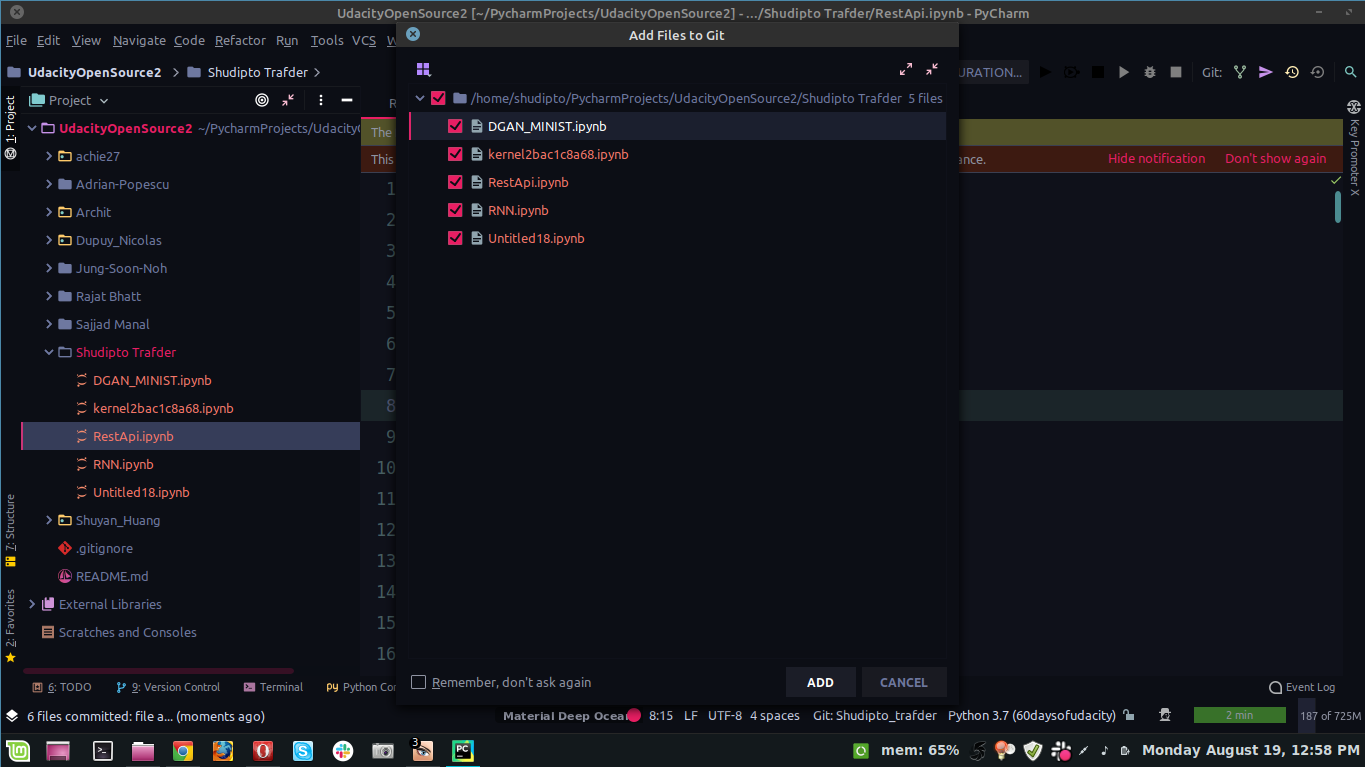 UdacityOpenSource2 [~/PycharmProjects/UdacityOpenSource2] - .../Shudipto Trafder/RestApi.ipynb - PyCharm
File Edit View Navigate Code Refactor Run Tools VCS W
Add Files to Git
UdacityOpenSource2 Shudipto Trafder
URATION... Git:
1: Project
Project
R
/home/shudipto/PycharmProjects/UdacityOpenSource2/Shudipto Trafder 5 files
UdacityOpenSource2 ~/PycharmProjects/Udacity
The
DGAN_MINIST.ipynb
achie27
This
kernel2bac1c8a68.ipynb
ance. Hide notification Don't show again
Key Promoter X
Adrian-Popescu
1
RestApi.ipynb
Archit
2
RNN.ipynb
Dupuy_Nicolas
3
Untitled18.ipynb
Jung-Soon-Noh
4
Rajat Bhatt
5
Sajjad Manal
6
Shudipto Trafder
7
DGAN_MINIST.ipynb
8
kernel2bac1c8a68.ipynb
9
RestApi.ipynb
10
RNN.ipynb
11
Untitled18.ipynb
12
Shuyan_Huang
13
.gitignore
14
README.md
15
External Libraries
16
Scratches and Consoles
7: Structure
2: Favorites
Remember, don't ask again ADD CANCEL
6: TODO 9: Version Control Terminal Python Con Event Log
6 files committed: file a... (moments ago) Material Deep Ocea 8:15 LF UTF-8 4 spaces Git: Shudipto_trafder Python 3.7 (60daysofudacity) 2 min 187 of 725M
3 PC mem: 65% Monday August 19, 12:58 PM